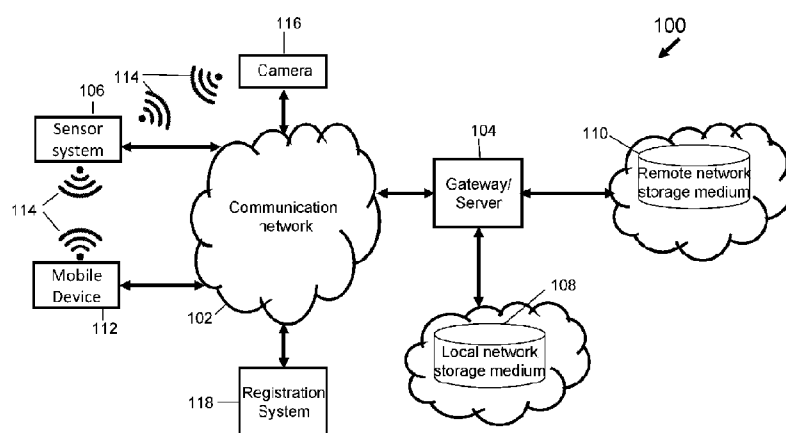 116
100
114
Camera
106
110
Sensor
system
104
Remote network
storage medium
Gateway/
Server
114
Communication
network
Mobile
Device
112
102
108
Local network
storage medium
118
Registration
System